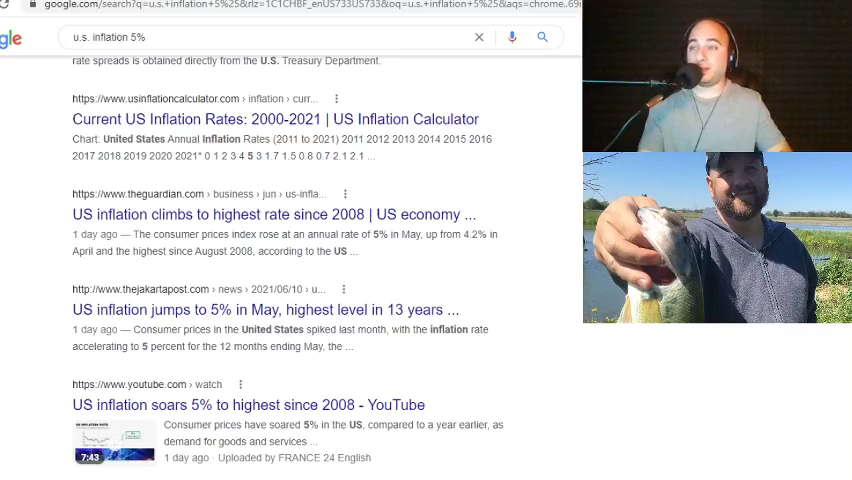 google.com/search?q=u.s.+inflation+5%25&rlz=1C1CHBF_enUS733US733&oq=u.s.+inflation+5%25&aqs=chrome..69i
gle
u.s. inflation 5%
rate spreads is obtained directly from the U.S. Treasury Department.
https://www.usinflationcalculator.com › inflation › curr...
Current US Inflation Rates: 2000-2021 | US Inflation Calculator
Chart: United States Annual Inflation Rates (2011 to 2021) 2011 2012 2013 2014 2015 2016
2017 2018 2019 2020 2021* 0 1 2 3 4 5 3 1.7 1.5 0.8 0.7 2.1 2.1 ...
https://www.theguardian.com › business › jun › us-infla...
US inflation climbs to highest rate since 2008 | US economy ...
1 day ago — The consumer prices index rose at an annual rate of 5% in May, up from 4.2% in
April and the highest since August 2008, according to the US ...
http://www.thejakartapost.com › news › 2021/06/10 › u...
US inflation jumps to 5% in May, highest level in 13 years ...
1 day ago — Consumer prices in the United States spiked last month, with the inflation rate
accelerating to 5 percent for the 12 months ending May, the ...
https://www.youtube.com › watch
US inflation soars 5% to highest since 2008 - YouTube
Consumer prices have soared 5% in the US, compared to a year earlier, as
demand for goods and services ...
7:43
1 day ago · Uploaded by FRANCE 24 English